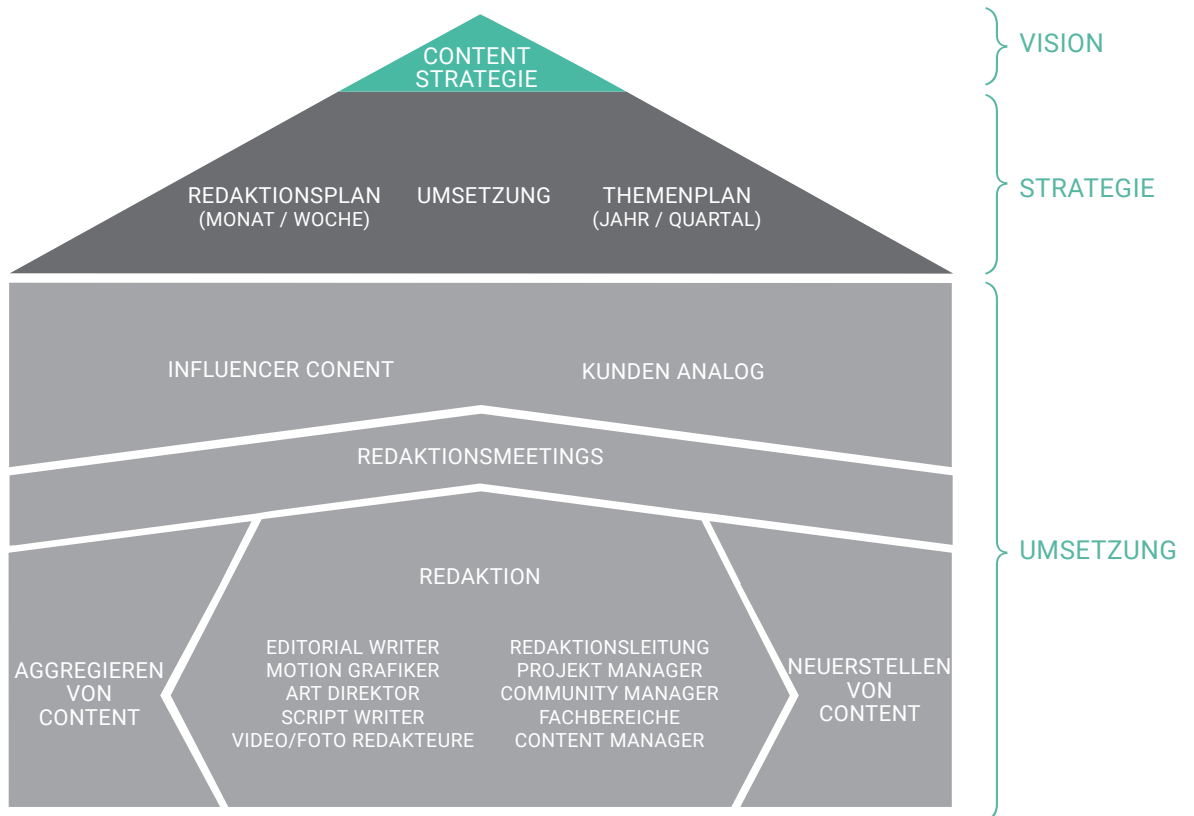 CONTENT
STRATEGIE
VISION
REDAKTIONSPLAN
(MONAT / WOCHE)
UMSETZUNG
THEMENPLAN
(JAHR / QUARTAL)
STRATEGIE
INFLUENCER CONENT
KUNDEN ANALOG
REDAKTIONSMEETINGS
UMSETZUNG
REDAKTION
AGGREGIEREN
VON
CONTENT
EDITORIAL WRITER
MOTION GRAFIKER
ART DIREKTOR
SCRIPT WRITER
VIDEO/FOTO REDAKTEURE
REDAKTIONSLEITUNG
PROJEKT MANAGER
COMMUNITY MANAGER
FACHBEREICHE
CONTENT MANAGER
NEUERSTELLEN
VON
CONTENT